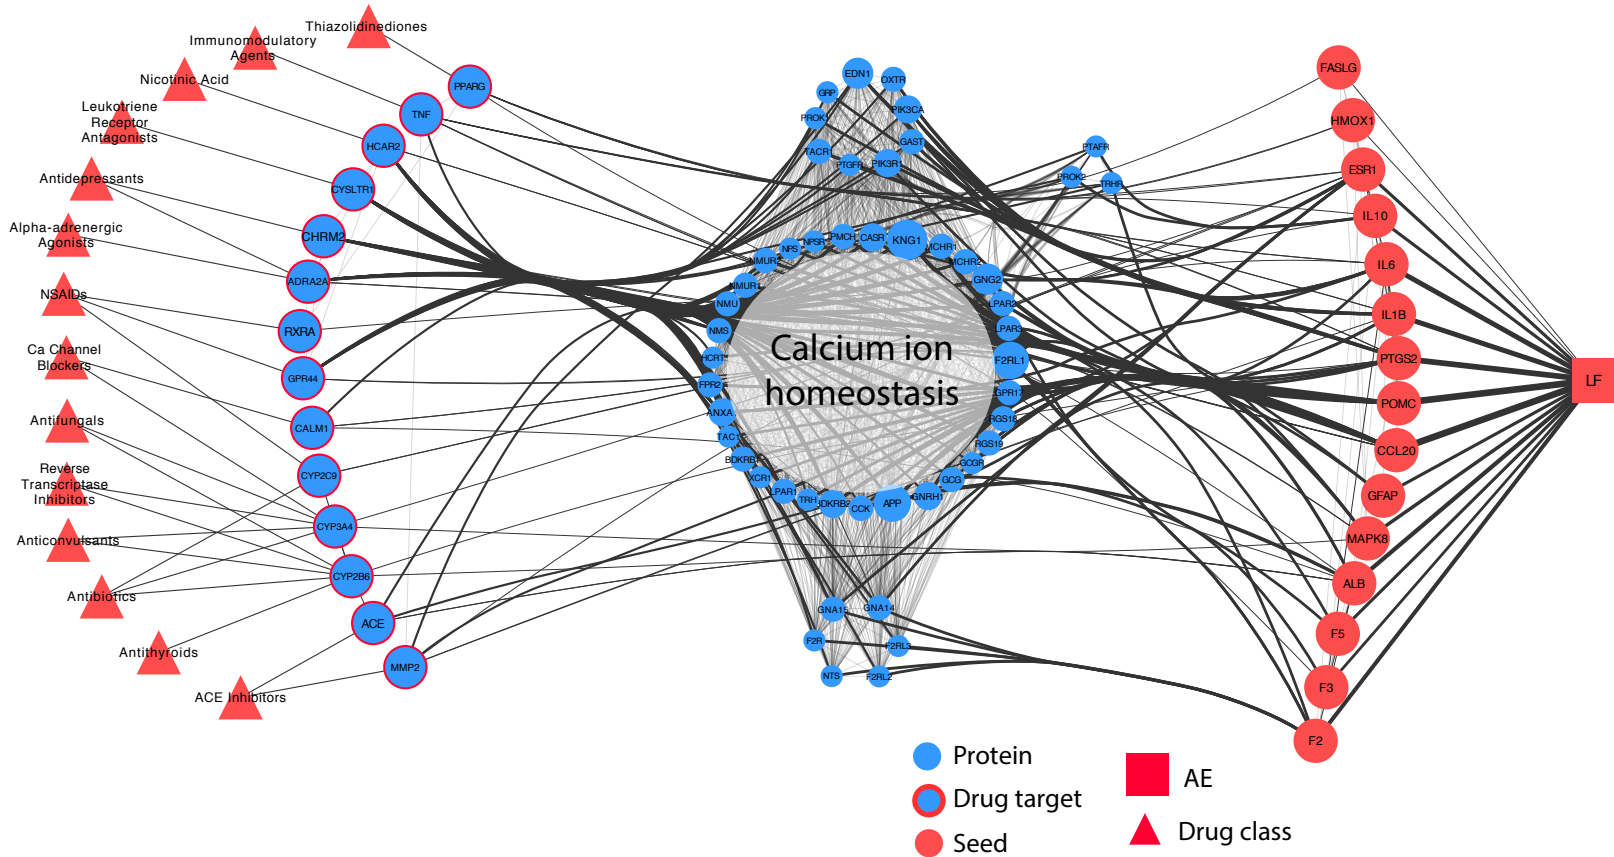 Thiazolidinediones
Immunomodulatory
Agents
Nicotinic Acid
Leukotriene
Receptor
Antagonists
Antidepressants
Alpha-adrenergic
Agonists
NSAIDs
Ca Channel
Blockers
Antifungals
Reverse
Transcriptase
Inhibitors
Anticonvulsants
Antibiotics
Antithyroids
ACE Inhibitors
PPARG
TNF
HCAR2
CYSLTR1
CHRM2
ADRA2A
RXRA
GPR44
CALM1
CYP2C9
CYP3A4
CYP2B6
ACE
MMP2
EDN1
OXTR
GRP
PIK3CA
PROK1
GAST
TACR1
PTGFR
PIK3R1
PTAFR
PROK2
TRHR
KNG1
CASR
PMCH
NPSR
NPS
NMUR2
NMUR1
NMU
NMS
FPR2
ANXA
TAC1
BDKRB1
XCR1
LPAR1
TRH
BDKRB2
CCK
APP
GNRH1
GCG
GCGR
RGS19
RGS18
GPR17
F2RL1
LPAR3
LPAR2
GNG2
MCHR2
MCHR1
Calcium ion
homeostasis
GNA15
GNA14
F2R
F2RL3
NTS
F2RL2
FASLG
HMOX1
ESR1
IL10
IL6
IL1B
PTGS2
POMC
CCL20
GFAP
MAPK8
ALB
F5
F3
F2
LF
Protein
Drug target
Seed
AE
Drug class